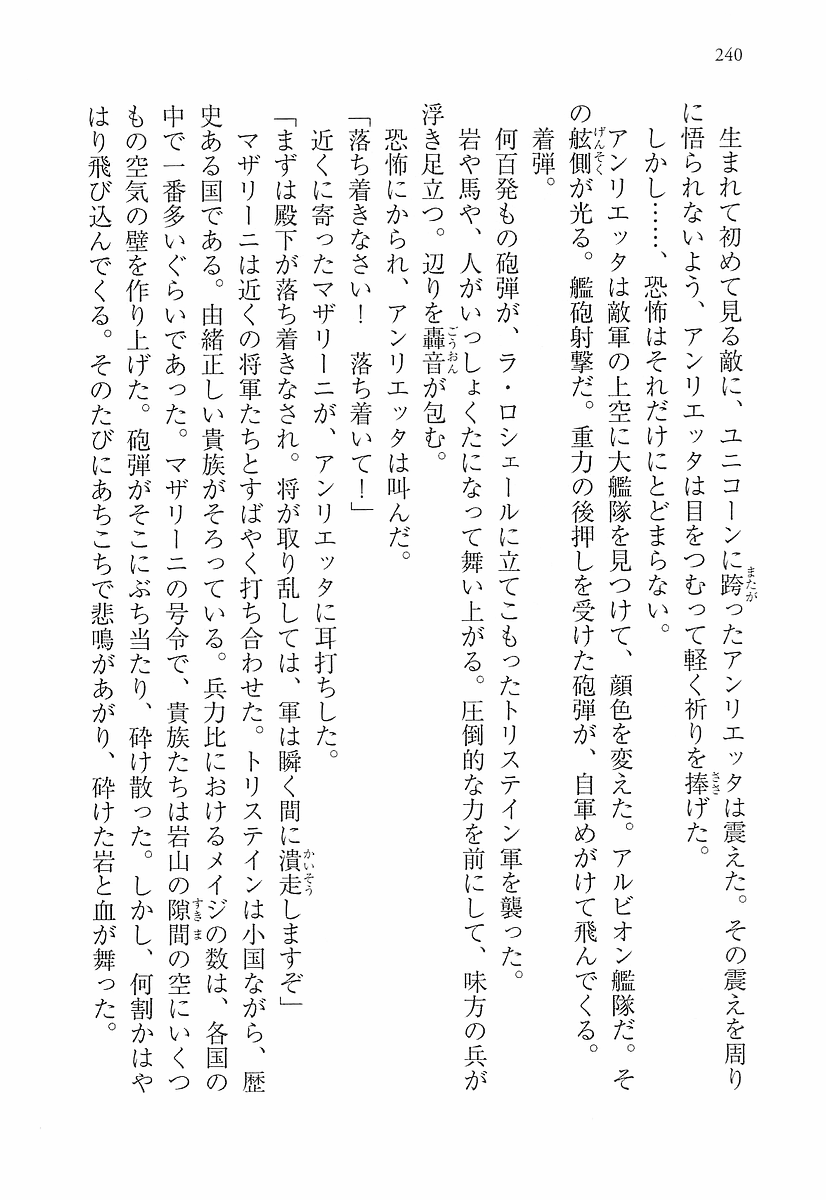 240
生まれて初めて見る敵に、ユニコーンに跨ったアンリエッタは震えた。その震えを周り
に悟られないよう、アンリエッタは目をつむって軽く祈りを捧げた。
しかし……、恐怖はそれだけにとどまらない。
アンリエッタは敵軍の上空に大艦隊を見つけて、顔色を変えた。アルビオン艦隊だ。そ
の舷側が光る。艦砲射撃だ。重力の後押しを受けた砲弾が、自軍めがけて飛んでくる。
着弾。
何百発もの砲弾が、ラ・ロシェールに立てこもったトリステイン軍を襲った。
岩や馬や、人がいっしょくたになって舞い上がる。圧倒的な力を前にして、味方の兵が
浮き足立つ。辺りを轟音が包む。
恐怖にかられ、アンリエッタは叫んだ。
「落ち着きなさい！　落ち着いて！」
近くに寄ったマザリーニが、アンリエッタに耳打ちした。
「まずは殿下が落ち着きなされ。将が取り乱しては、軍は瞬く間に潰走しますぞ」
マザリーニは近くの将軍たちとすばやく打ち合わせた。トリステインは小国ながら、歴
史ある国である。由緒正しい貴族がそろっている。兵力比におけるメイジの数は、各国の
中で一番多いぐらいであった。マザリーニの号令で、貴族たちは岩山の隙間の空にいくつ
もの空気の壁を作り上げた。砲弾がそこにぶち当たり、砕け散った。しかし、何割かはや
はり飛び込んでくる。そのたびにあちこちで悲鳴があがり、砕けた岩と血が舞った。